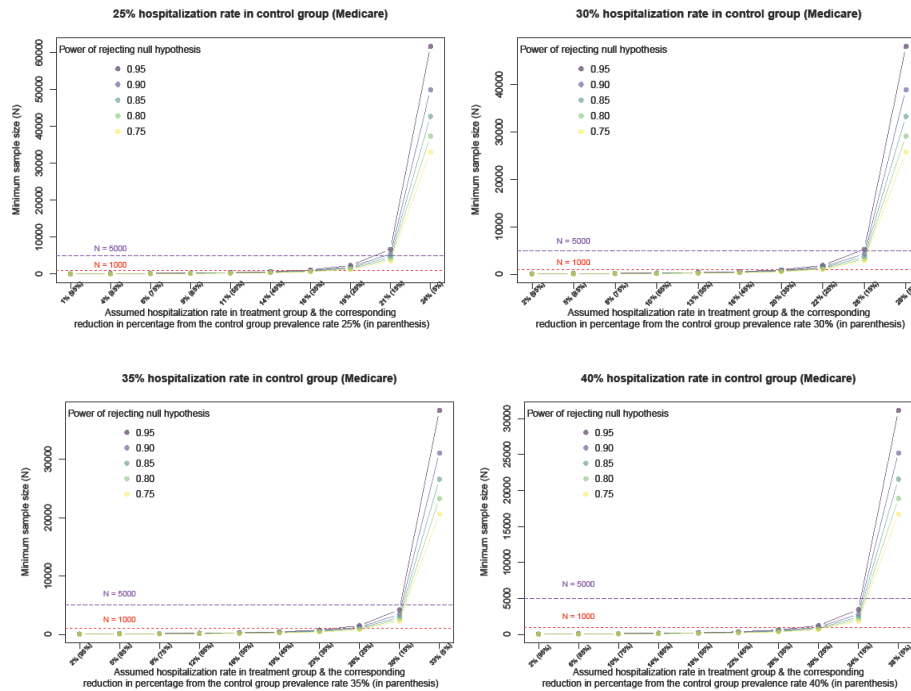 25% hospitalization rate in control group (Medicare)
Power of rejecting null hypothesis
0.95
0.90
0.85
0.80
0.75
Minimum sample size (N)
60000
50000
40000
30000
20000
10000
0
N = 5000
N = 1000
Assumed hospitalization rate in treatment group & the corresponding
reduction in percentage from the control group prevalence rate 25% (in parenthesis)
30% hospitalization rate in control group (Medicare)
Power of rejecting null hypothesis
0.95
0.90
0.85
0.80
0.75
Minimum sample size (N)
40000
30000
20000
10000
0
N = 5000
N = 1000
Assumed hospitalization rate in treatment group & the corresponding
reduction in percentage from the control group prevalence rate 30% (in parenthesis)
35% hospitalization rate in control group (Medicare)
Power of rejecting null hypothesis
0.95
0.90
0.85
0.80
0.75
Minimum sample size (N)
30000
20000
10000
0
N = 5000
N = 1000
Assumed hospitalization rate in treatment group & the corresponding
reduction in percentage from the control group prevalence rate 35% (in parenthesis)
40% hospitalization rate in control group (Medicare)
Power of rejecting null hypothesis
0.95
0.90
0.85
0.80
0.75
Minimum sample size (N)
30000
25000
20000
15000
10000
5000
0
N = 5000
N = 1000
Assumed hospitalization rate in treatment group & the corresponding
reduction in percentage from the control group prevalence rate 40% (in parenthesis)